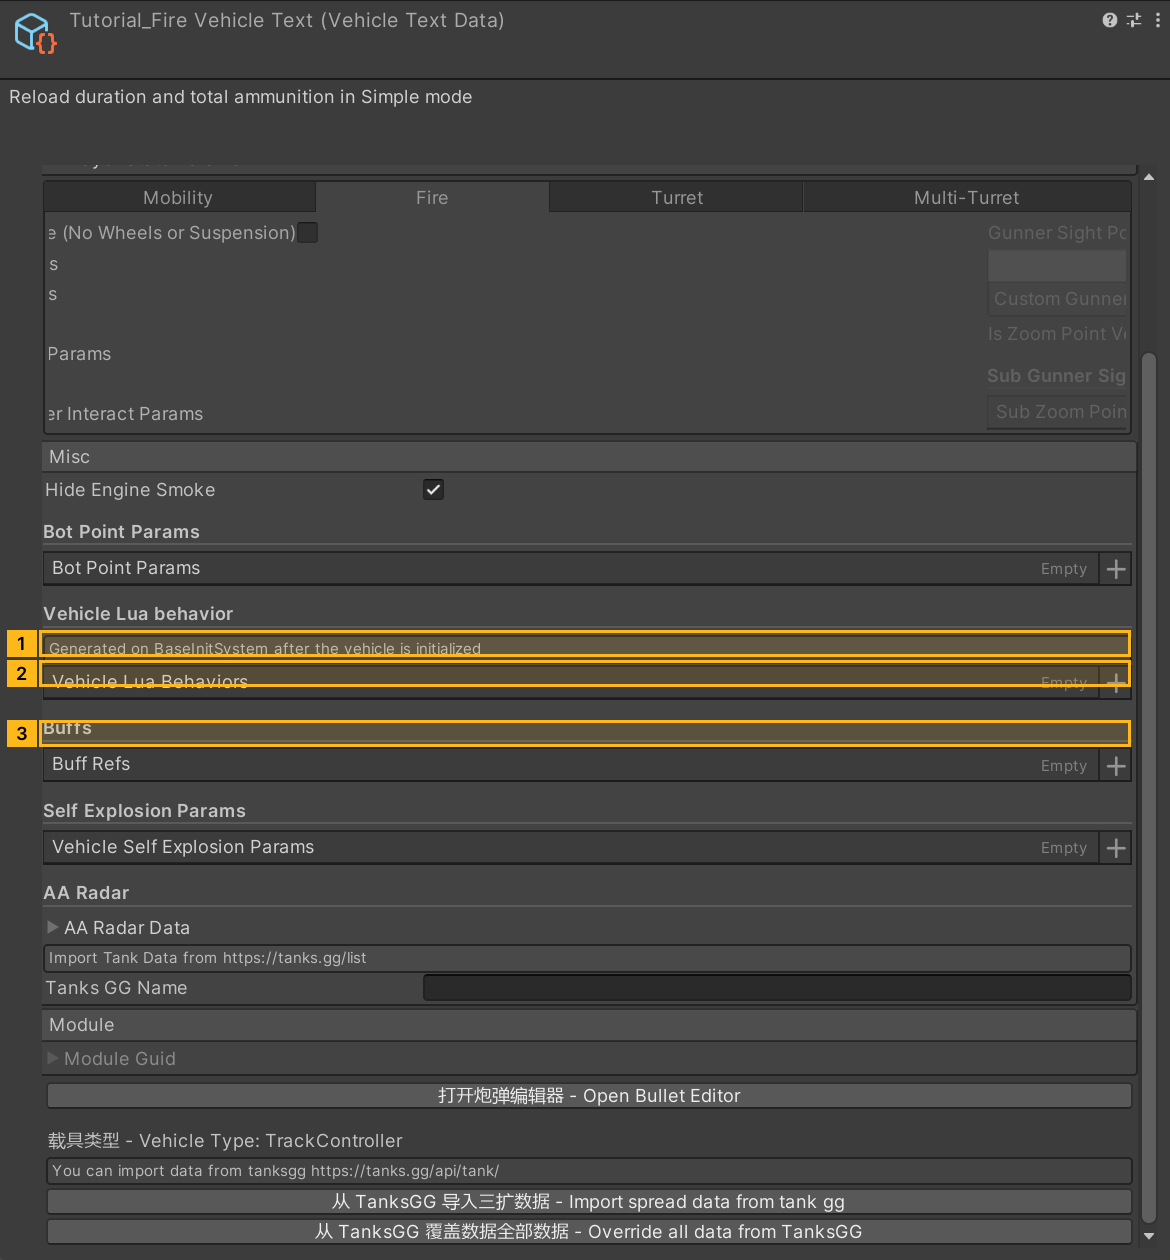 Tutorial_Fire Vehicle Text (Vehicle Text Data)
Reload duration and total ammunition in Simple mode
Mobility
Fire
Turret
Multi-Turret
e (No Wheels or Suspension)
Gunner Sight Po
s
s
Custom Gunner
Is Zoom Point Ve
Params
Sub Gunner Sig
er Interact Params
Sub Zoom Poin
Misc
Hide Engine Smoke
Bot Point Params
Bot Point Params
Empty
Vehicle Lua behavior
1
Generated on BaseInitSystem after the vehicle is initialized
2
Vehicle Lua Behaviors
Empty
3
Buffs
Buff Refs
Empty
Self Explosion Params
Vehicle Self Explosion Params
Empty
AA Radar
AA Radar Data
Import Tank Data from https://tanks.gg/list
Tanks GG Name
Module
Module Guid
打开炮弹编辑器 - Open Bullet Editor
载具类型 - Vehicle Type: TrackController
You can import data from tanksgg https://tanks.gg/api/tank/
从 TanksGG 导入三扩数据 - Import spread data from tank gg
从 TanksGG 覆盖数据全部数据 - Override all data from TanksGG